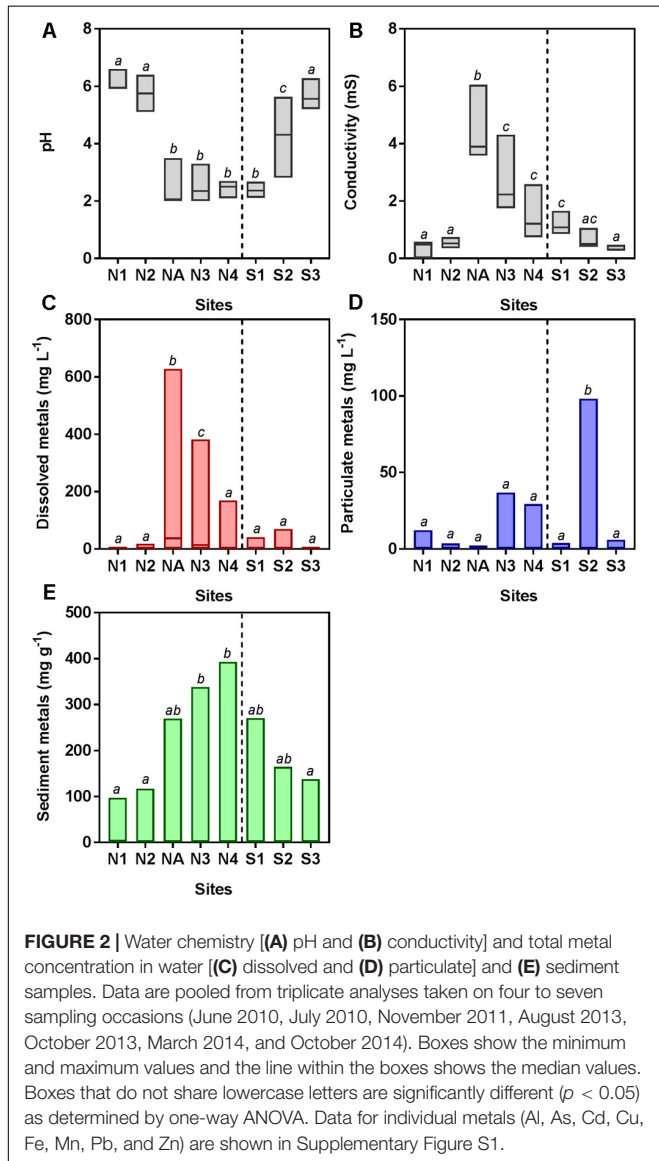 A
B
8
6
4
2
0
pH
a
a
b
b
b
b
c
a
N1 N2 NA N3 N4 S1 S2 S3
Sites
8
6
4
2
0
Conductivity (mS)
a
a
b
c
c
c
ac
a
N1 N2 NA N3 N4 S1 S2 S3
Sites
C
D
800
600
400
200
0
Dissolved metals (mg L-1)
a
a
b
c
a
a
a
a
N1 N2 NA N3 N4 S1 S2 S3
Sites
150
100
50
0
Particulate metals (mg L-1)
a
a
a
a
a
a
b
a
N1 N2 NA N3 N4 S1 S2 S3
Sites
E
500
400
300
200
100
0
Sediment metals (mg g-1)
a
a
ab
b
b
ab
ab
a
N1 N2 NA N3 N4 S1 S2 S3
Sites
FIGURE 2 | Water chemistry [(A) pH and (B) conductivity] and total metal
concentration in water [(C) dissolved and (D) particulate] and (E) sediment
samples. Data are pooled from triplicate analyses taken on four to seven
sampling occasions (June 2010, July 2010, November 2011, August 2013,
October 2013, March 2014, and October 2014). Boxes show the minimum
and maximum values and the line within the boxes shows the median values.
Boxes that do not share lowercase letters are significantly different (p < 0.05)
as determined by one-way ANOVA. Data for individual metals (Al, As, Cd, Cu,
Fe, Mn, Pb, and Zn) are shown in Supplementary Figure S1.